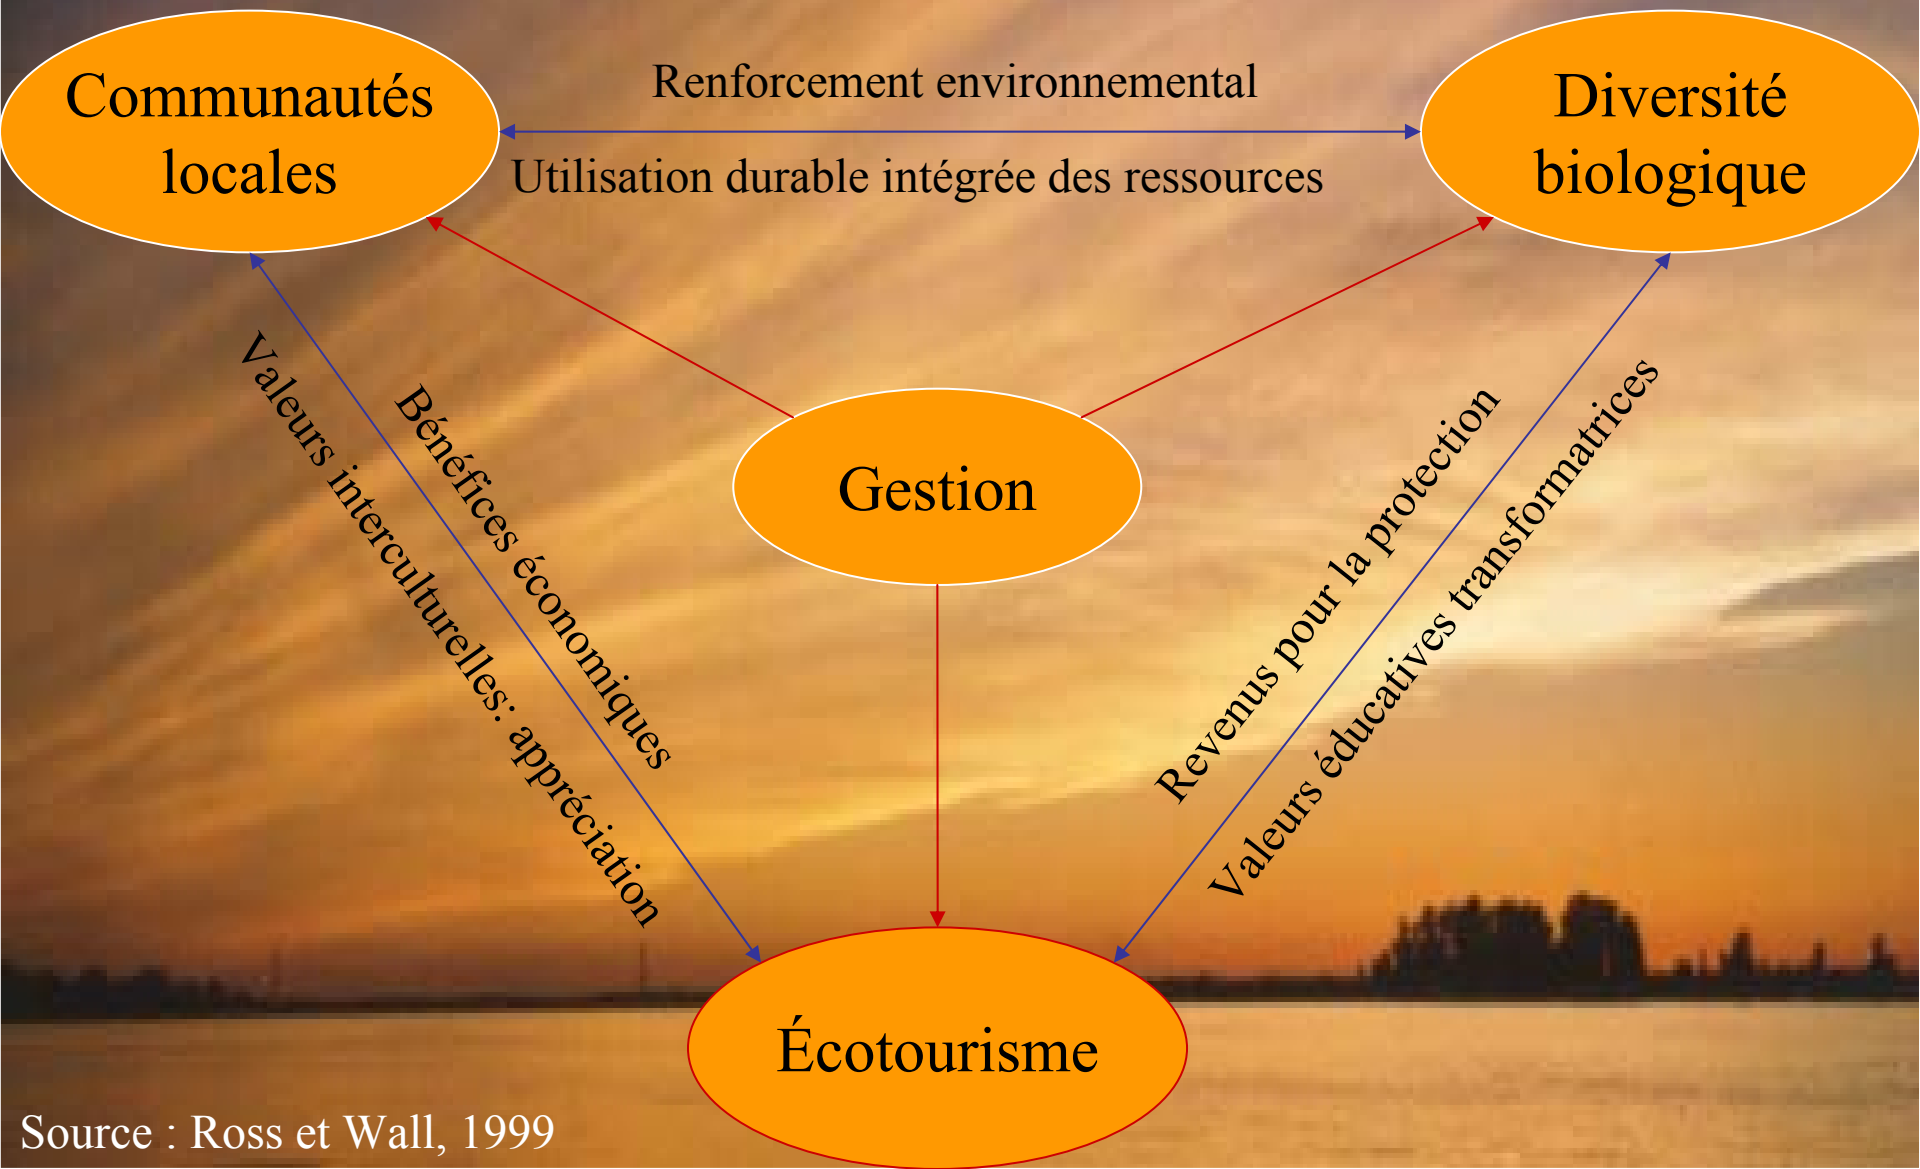 Communautés
locales
Renforcement environnemental
Utilisation durable intégrée des ressources
Diversité
biologique
Valeurs interculturelles: appréciation
Bénéfices économiques
Gestion
Revenus pour la protection
Valeurs éducatives transformatrices
Écotourisme
Source : Ross et Wall, 1999